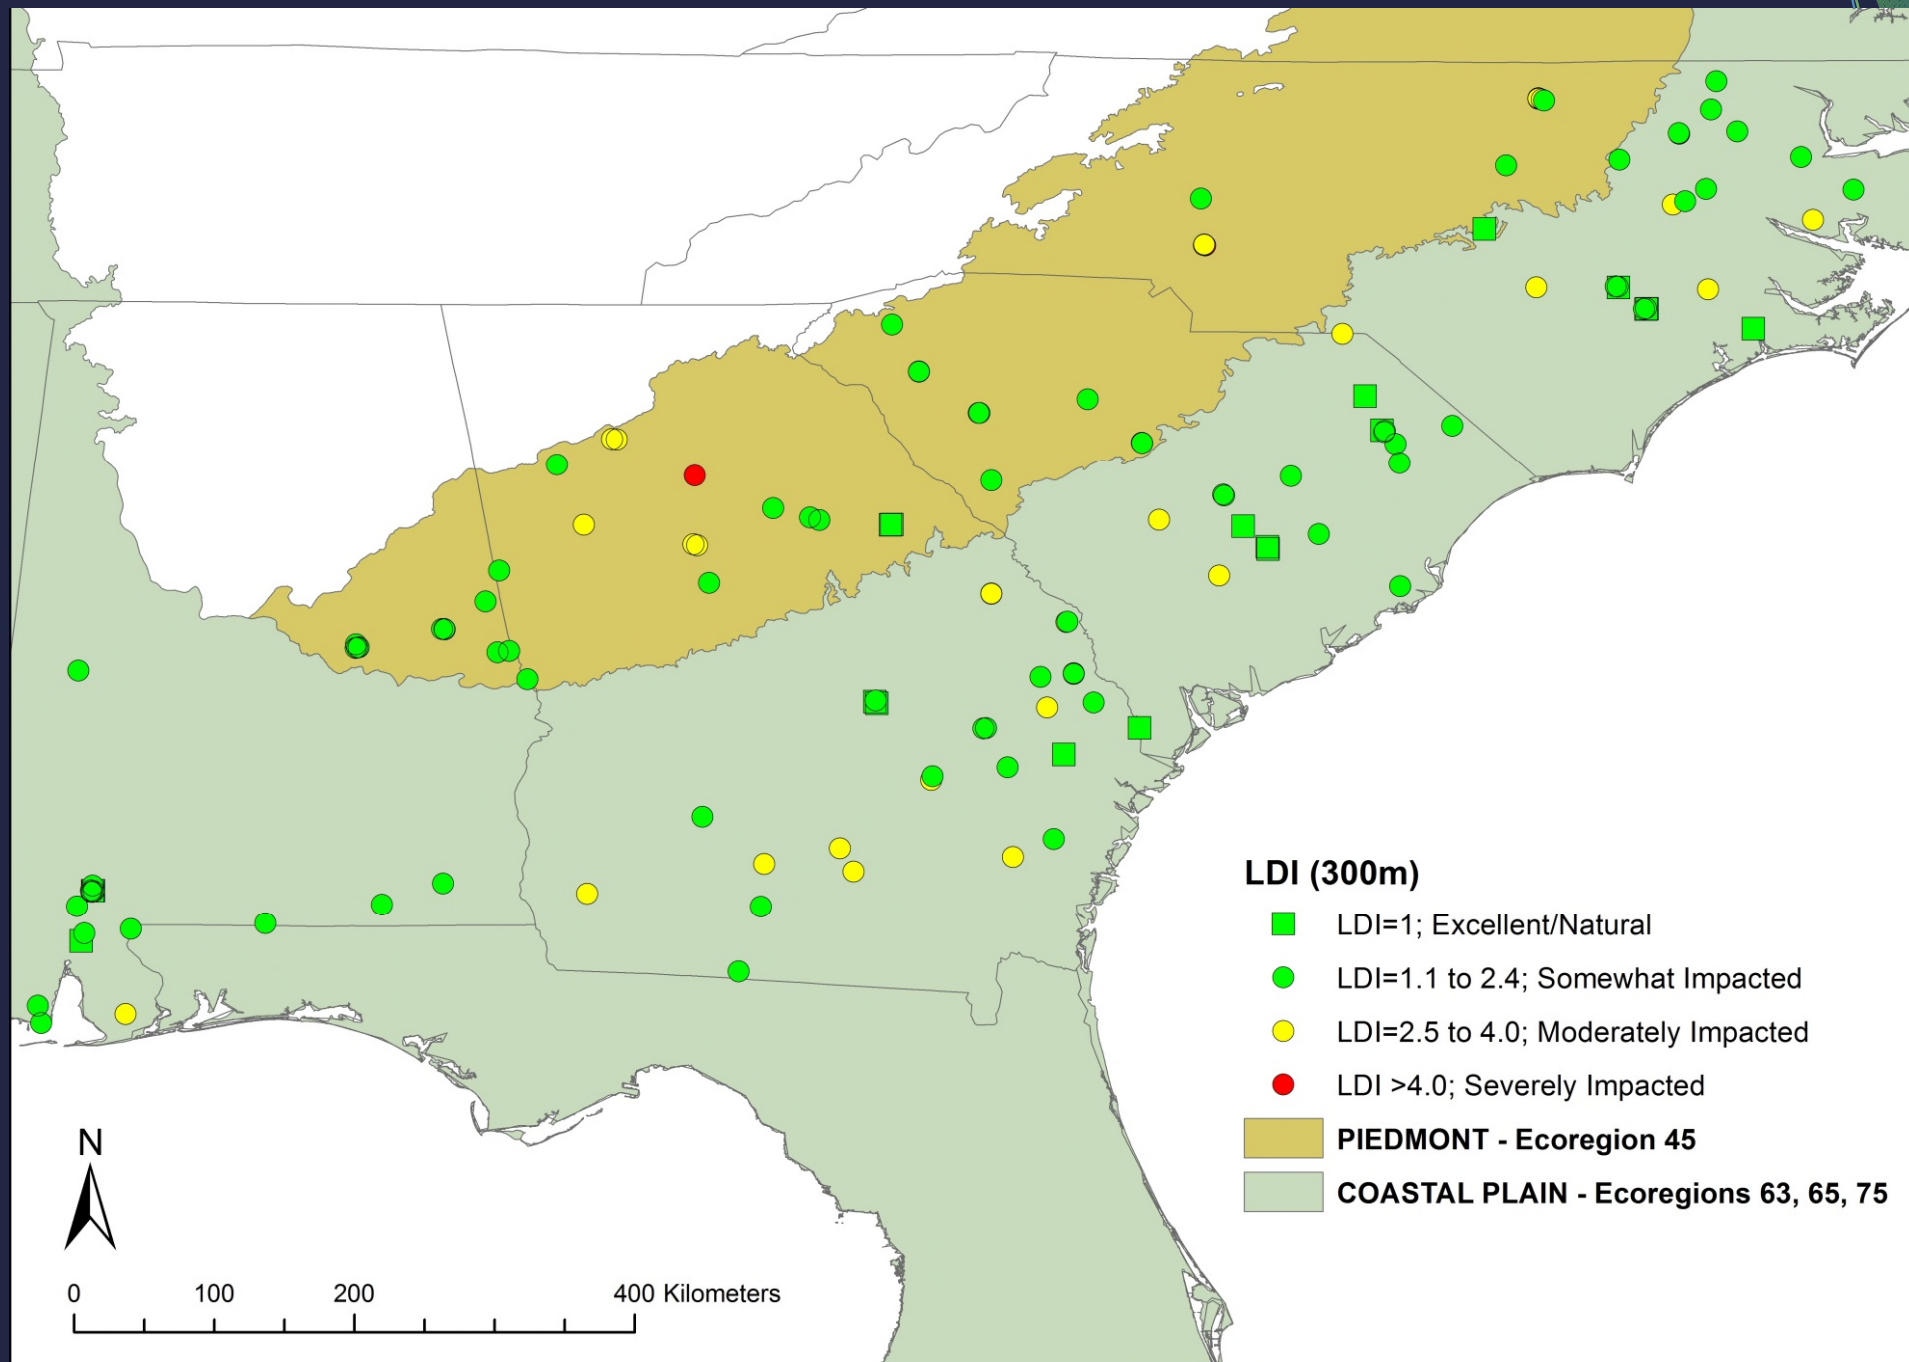 LDI (300m)
LDI=1; Excellent/Natural
LDI=1.1 to 2.4; Somewhat Impacted
LDI=2.5 to 4.0; Moderately Impacted
LDI >4.0; Severely Impacted
PIEDMONT - Ecoregion 45
COASTAL PLAIN - Ecoregions 63, 65, 75
N
0 100 200 400 Kilometers